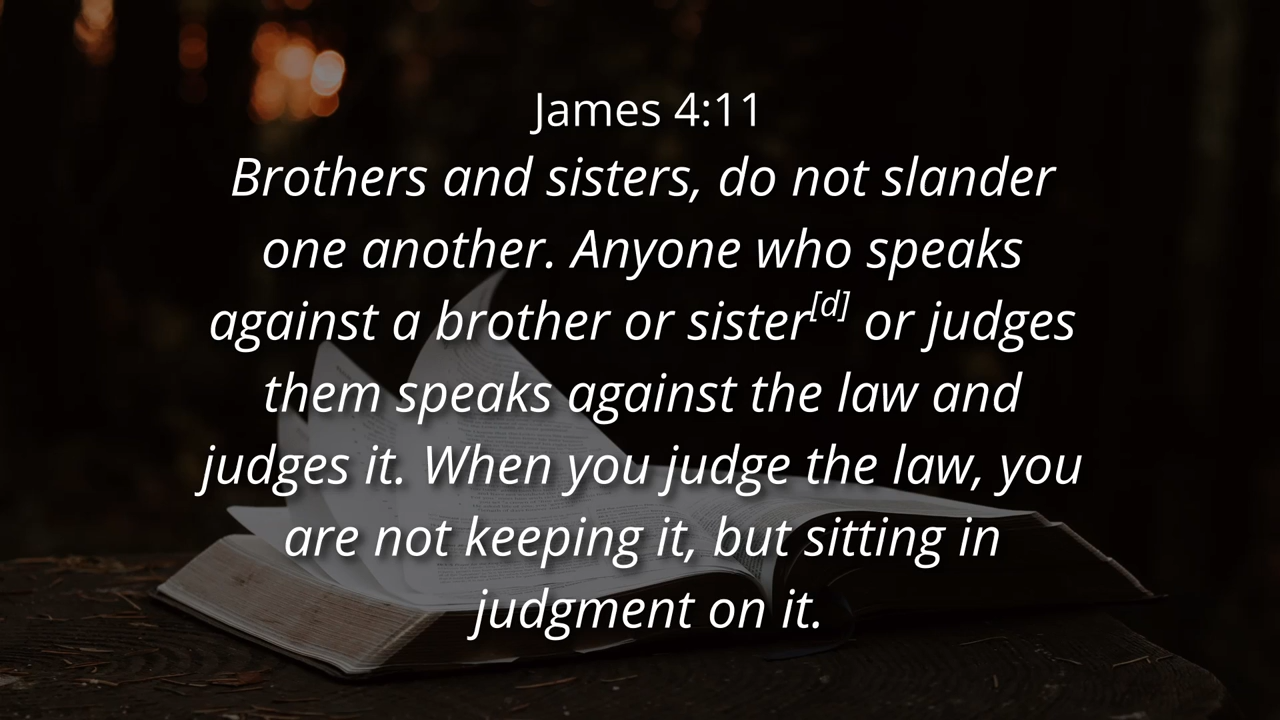 James 4:11
Brothers and sisters, do not slander
one another. Anyone who speaks
against a brother or sister[d] or judges
them speaks against the law and
judges it. When you judge the law, you
are not keeping it, but sitting in
judgment on it.